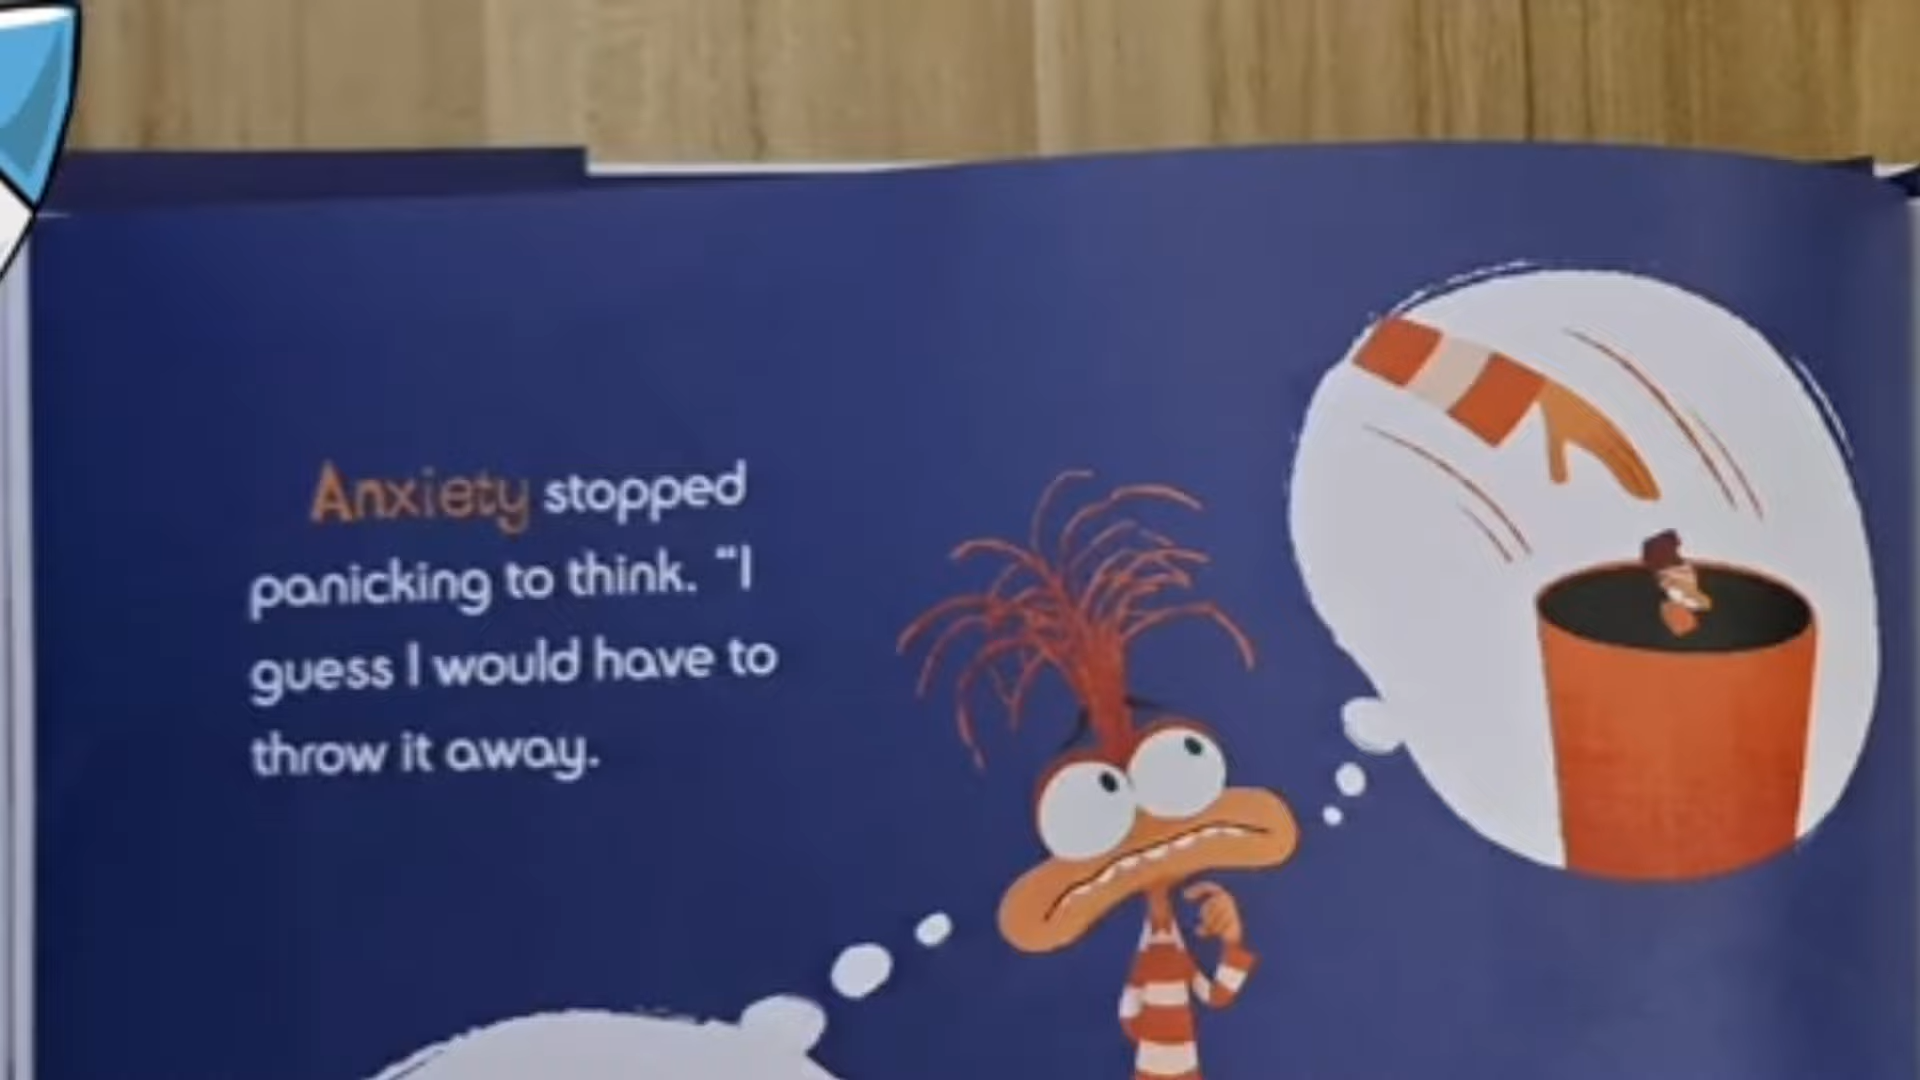 Anxiety stopped
panicking to think. “I
guess I would have to
throw it away.